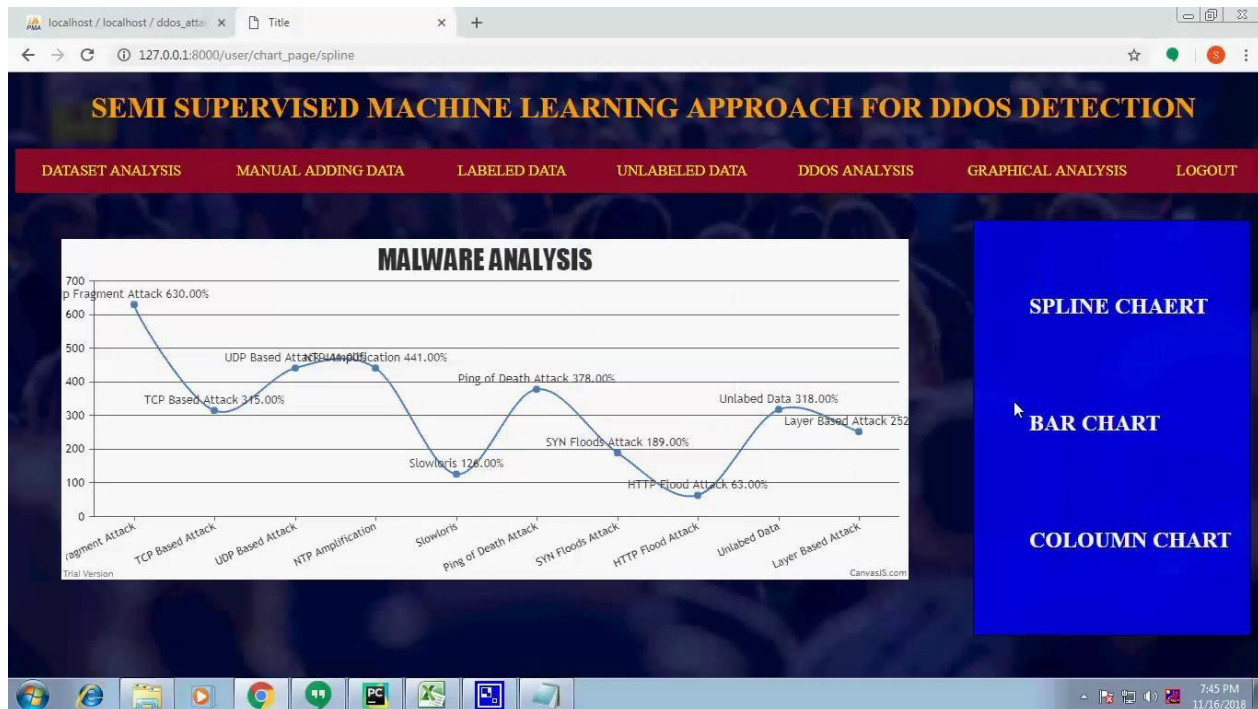 localhost / localhost / ddos_atta
Title
127.0.0.1:8000/user/chart_page/spline
SEMI SUPERVISED MACHINE LEARNING APPROACH FOR DDOS DETECTION
DATASET ANALYSIS MANUAL ADDING DATA LABELED DATA UNLABELED DATA DDOS ANALYSIS GRAPHICAL ANALYSIS LOGOUT
MALWARE ANALYSIS
700
600
500
400
300
200
100
0
p Fragment Attack 630.00%
TCP Based Attack 315.00%
UDP Based Attack
NTP Amplification 441.00%
Slowloris 126.00%
Ping of Death Attack 378.00%
SYN Floods Attack 189.00%
HTTP Flood Attack 63.00%
Unlabed Data 318.00%
Layer Based Attack 252
ragment Attack
TCP Based Attack
UDP Based Attack
NTP Amplification
Slowloris
Ping of Death Attack
SYN Floods Attack
HTTP Flood Attack
Unlabed Data
Layer Based Attack
Trial Version
CanvasJS.com
SPLINE CHAERT
BAR CHART
COLOUMN CHART
7:45 PM
11/16/2018